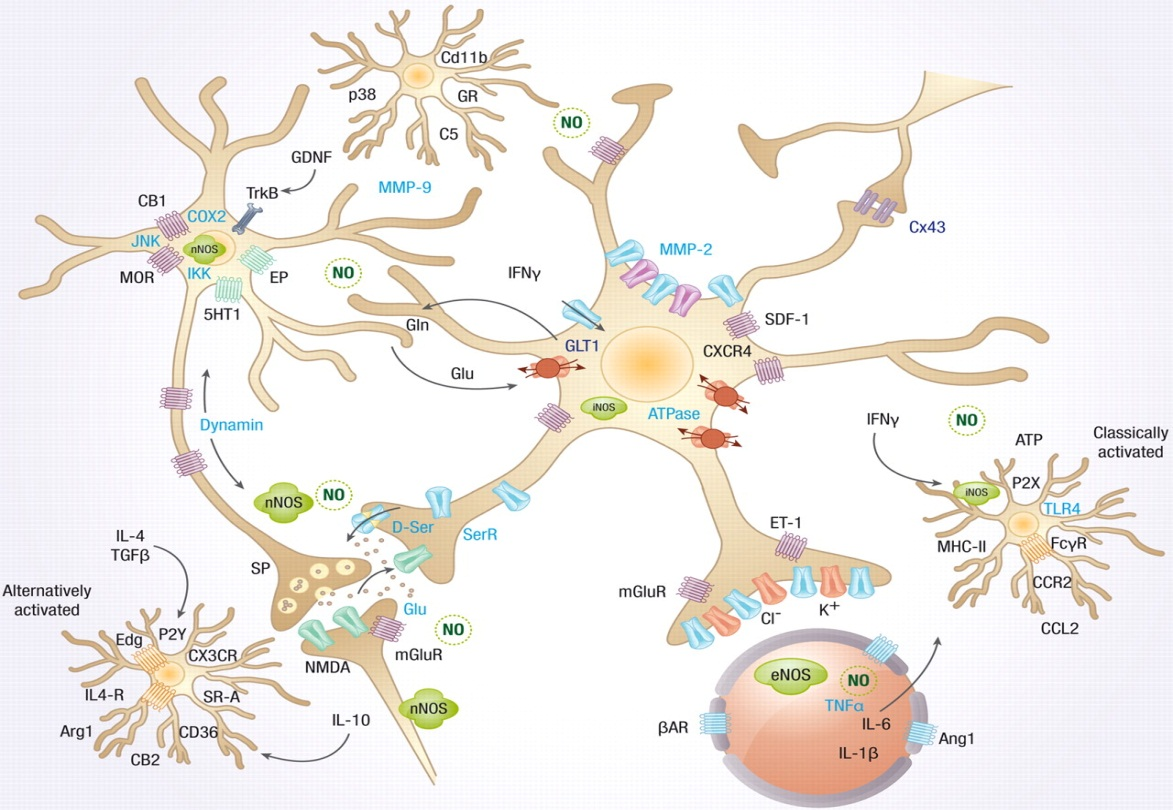 Cd11b
p38
GR
C5
NO
GDNF
TrkB
MMP-9
CB1
COX2
JNK
nNOS
MOR
IKK
EP
5HT1
NO
Cx43
MMP-2
IFNγ
Gln
GLT1
Glu
SDF-1
CXCR4
iNOS
ATPase
Dynamin
nNOS
NO
D-Ser
SerR
IFNγ
NO
ATP
Classically
activated
iNOS
P2X
TLR4
MHC-II
FcγR
CCR2
CCL2
IL-4
TGFβ
SP
Alternatively
activated
Glu
NO
mGluR
NMDA
nNOS
Edg
P2Y
CX3CR
IL4-R
SR-A
Arg1
CD36
CB2
IL-10
ET-1
mGluR
Cl⁻
K⁺
eNOS
NO
TNFα
IL-6
IL-1β
βAR
Ang1